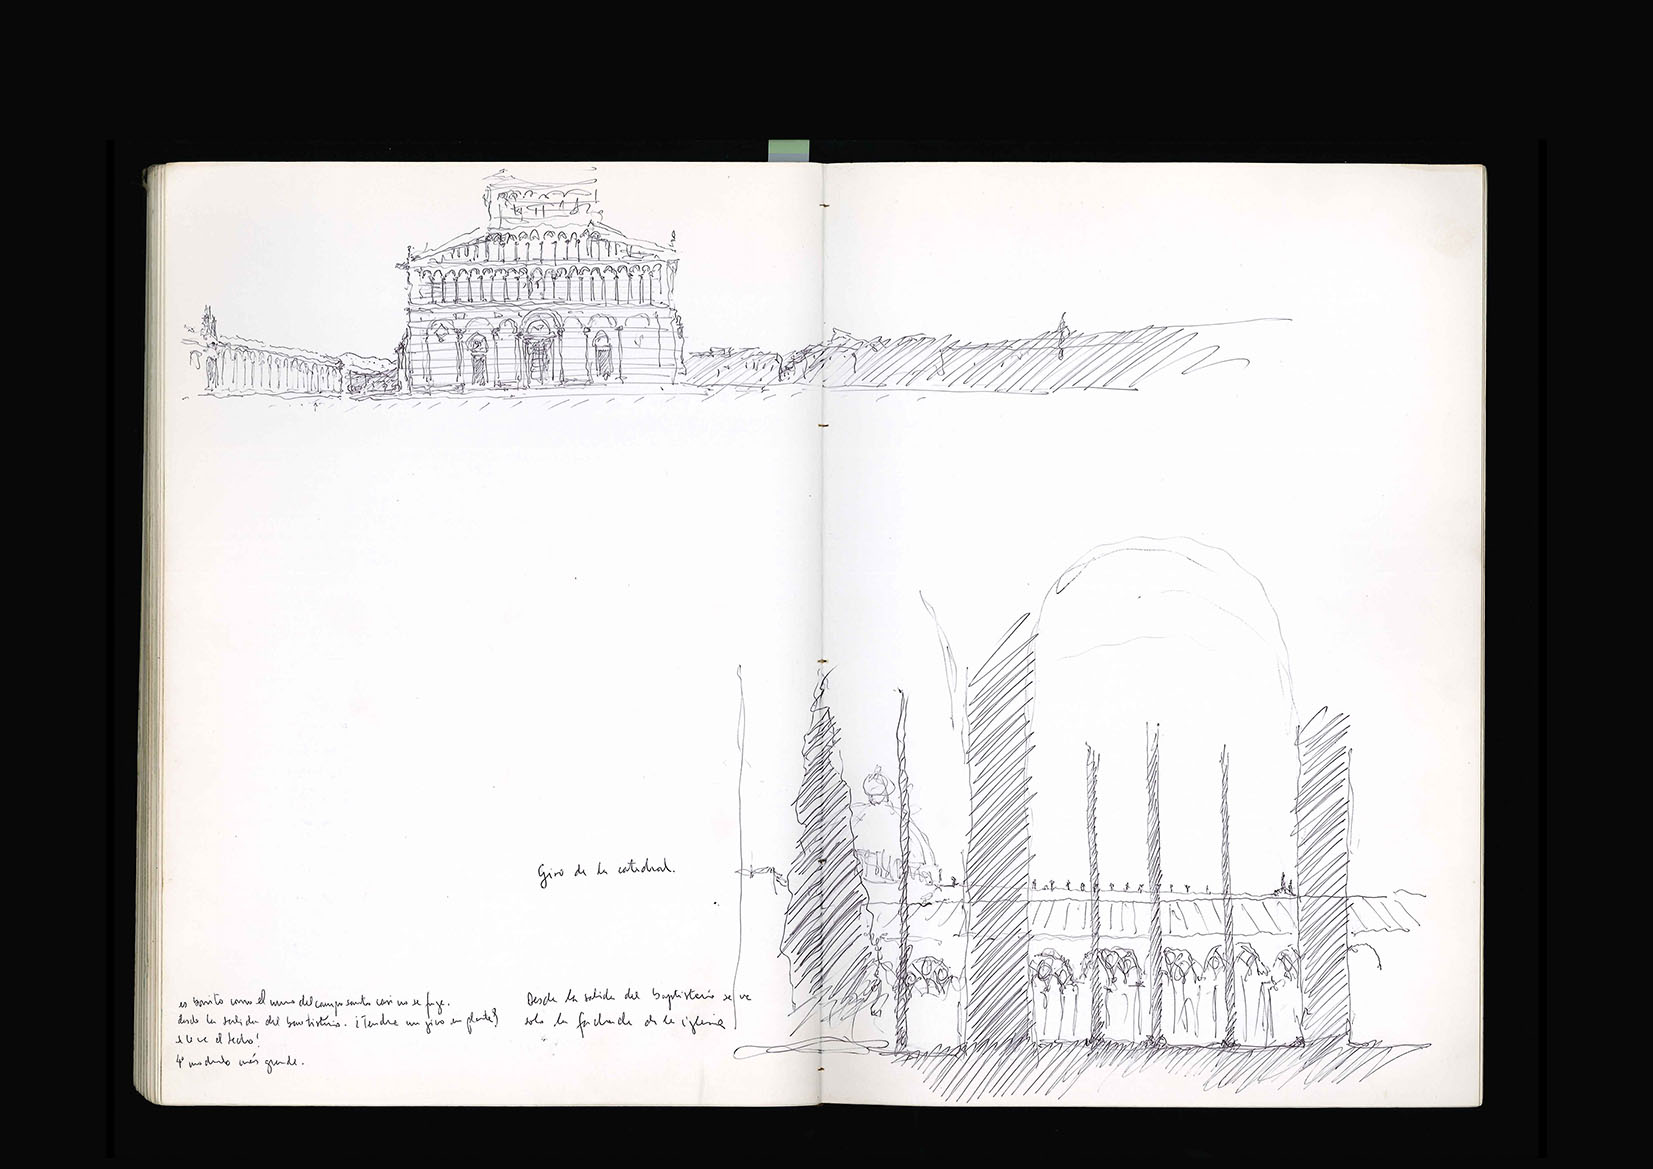 Giro de la catedral.
es bonito como el muro del campo santo casi no se fuga.
desde la salida del baptisterio. ¿Tendra un giro en planta?
se ve el techo!
4º modulo más grande.
Desde la salida del baptisterio se ve
solo la fachada de la iglesia